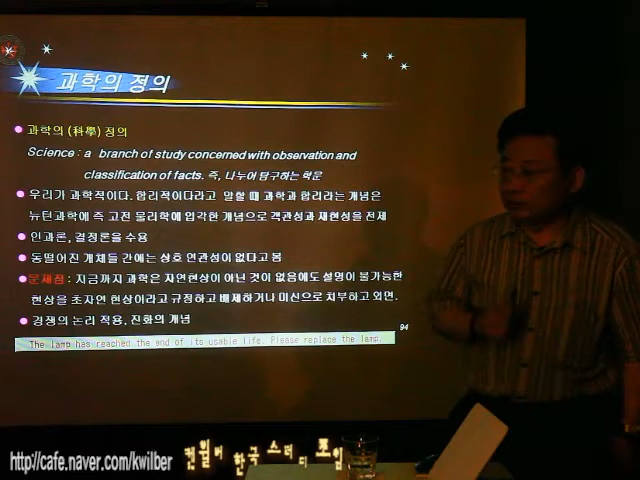 과학의 정의
과학의 (科學) 정의
Science : a branch of study concerned with observation and
classification of facts. 즉, 나누어 탐구하는 학문
우리가 과학적이다. 합리적이다라고 말할 때 과학과 합리라는 개념은
뉴턴과학에 즉 고전 물리학에 입각한 개념으로 객관성과 재현성을 전제
인과론, 결정론을 수용
동떨어진 개체들 간에는 상호 연관성이 없다고 봄
문제점 : 지금까지 과학은 자연현상이 아닌 것이 없음에도 설명이 불가능한
현상을 초자연 현상이라고 규정하고 배제하거나 미신으로 치부하고 외면.
경쟁의 논리 적용, 진화의 개념
94
The lamp has reached the end of its usable life. Please replace the lamp.
켄윌버 한국 스터디 모임
http://cafe.naver.com/kwilber